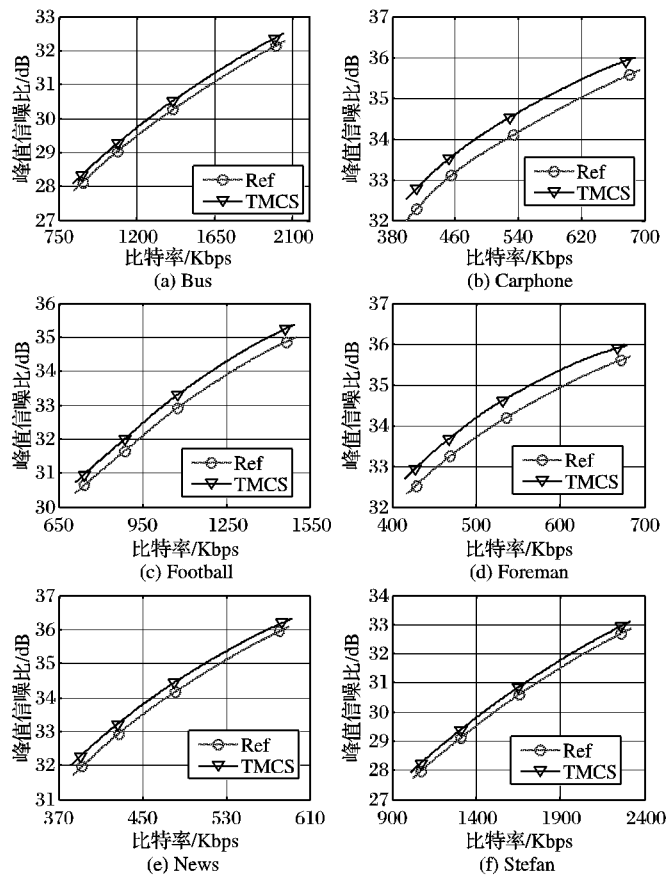 峰值信噪比/dB
33
32
31
30
29
28
27
Ref
TMCS
750 1200 1650 2100
比特率/Kbps
(a) Bus
峰值信噪比/dB
36
35
34
33
32
Ref
TMCS
380 460 540 620 700
比特率/Kbps
(b) Carphone
峰值信噪比/dB
36
35
34
33
32
31
30
Ref
TMCS
650 950 1250 1550
比特率/Kbps
(c) Football
峰值信噪比/dB
37
36
35
34
33
32
Ref
TMCS
400 500 600 700
比特率/Kbps
(d) Foreman
峰值信噪比/dB
37
36
35
34
33
32
31
Ref
TMCS
370 450 530 610
比特率/Kbps
(e) News
峰值信噪比/dB
34
33
31
30
28
27
Ref
TMCS
900 1400 1900 2400
比特率/Kbps
(f) Stefan